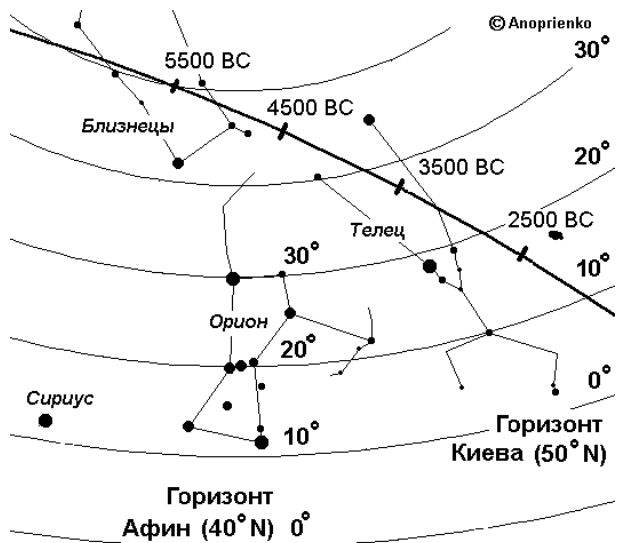 © Anoprienko
30°
5500 BC
4500 BC
Близнецы
20°
3500 BC
2500 BC
Телец
30°
10°
Орион
20°
0°
Сириус
10°
Горизонт
Киева (50°N)
Горизонт
Афин (40°N) 0°